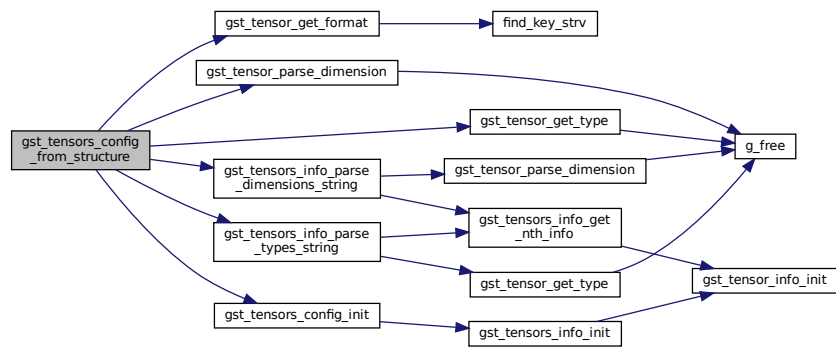 gst_tensors_config
_from_structure
gst_tensor_get_format
find_key_strv
gst_tensor_parse_dimension
gst_tensor_get_type
g_free
gst_tensors_info_parse
_dimensions_string
gst_tensor_parse_dimension
gst_tensors_info_parse
_types_string
gst_tensors_info_get
_nth_info
gst_tensor_get_type
gst_tensor_info_init
gst_tensors_config_init
gst_tensors_info_init